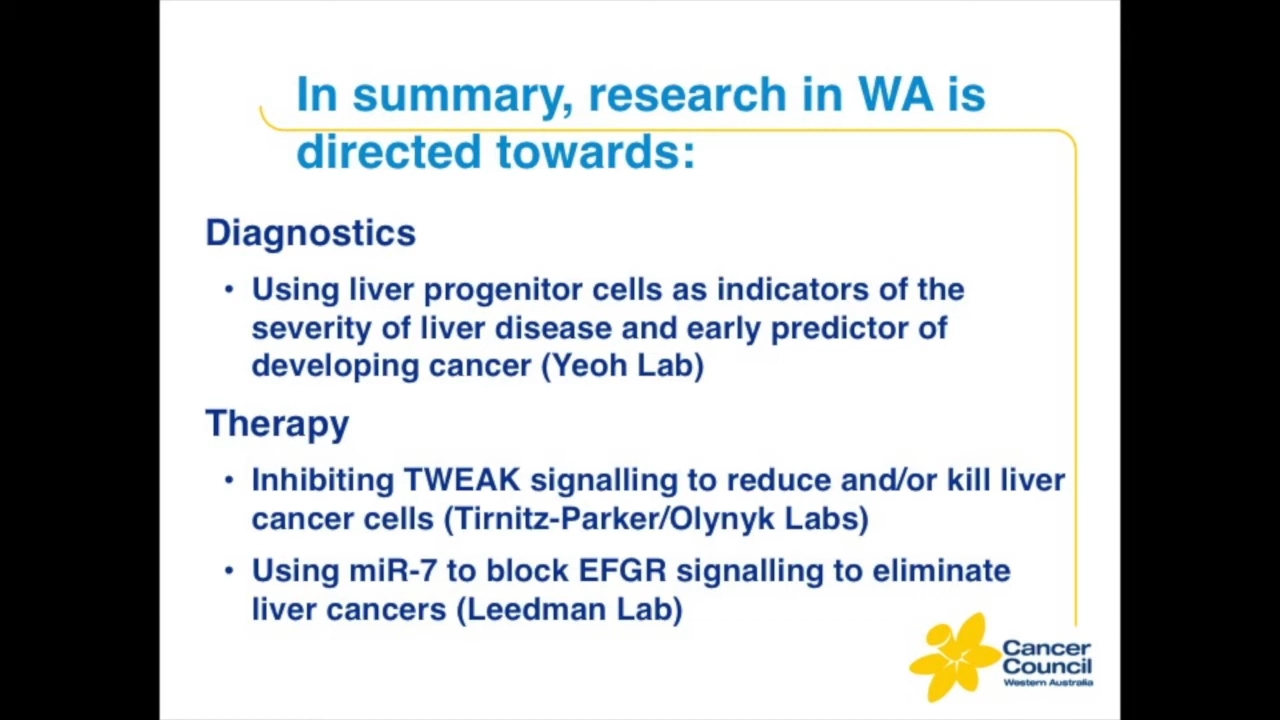 In summary, research in WA is
directed towards:
Diagnostics
• Using liver progenitor cells as indicators of the
severity of liver disease and early predictor of
developing cancer (Yeoh Lab)
Therapy
• Inhibiting TWEAK signalling to reduce and/or kill liver
cancer cells (Tirnitz-Parker/Olynyk Labs)
• Using miR-7 to block EFGR signalling to eliminate
liver cancers (Leedman Lab)
Cancer
Council
Western Australia